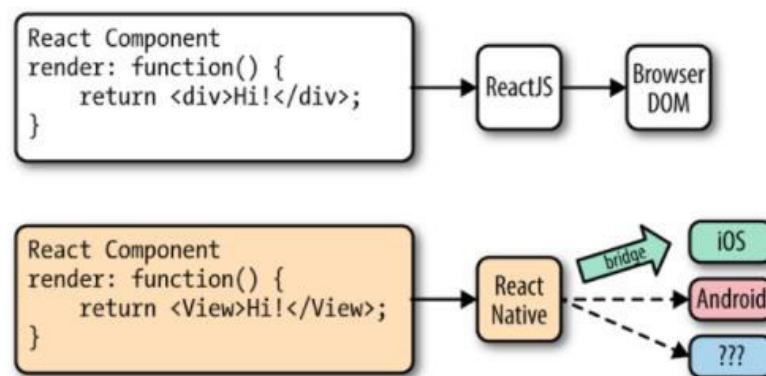 React Component
render: function() {
    return <div>Hi!</div>;
}
ReactJS
Browser
DOM
React Component
render: function() {
    return <View>Hi!</View>;
}
React
Native
bridge
iOS
Android
???